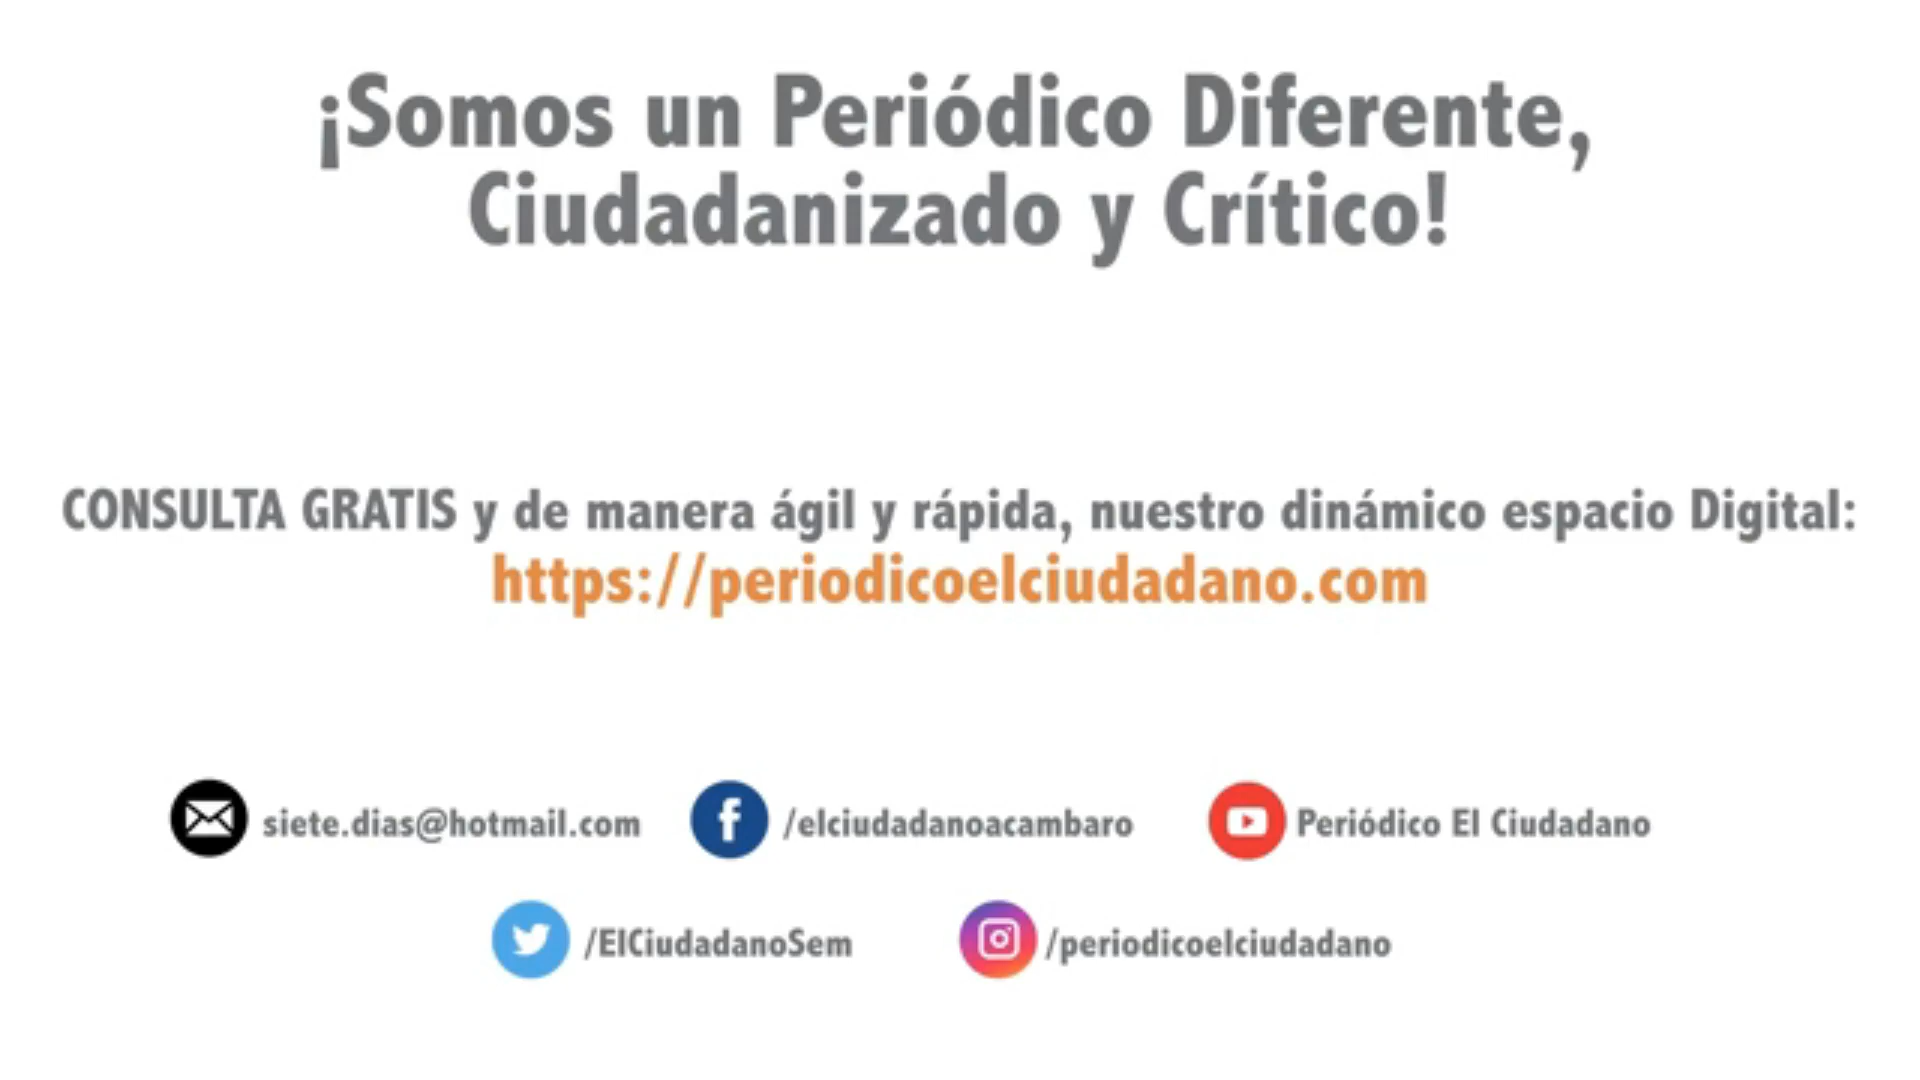 ¡Somos un Periódico Diferente,
Ciudadanizado y Crítico!
CONSULTA GRATIS y de manera ágil y rápida, nuestro dinámico espacio Digital:
https://periodicoelciudadano.com
siete.dias@hotmail.com
/elciudadanoacambaro
Periódico El Ciudadano
/ElCiudadanoSem
/periodicoelciudadano